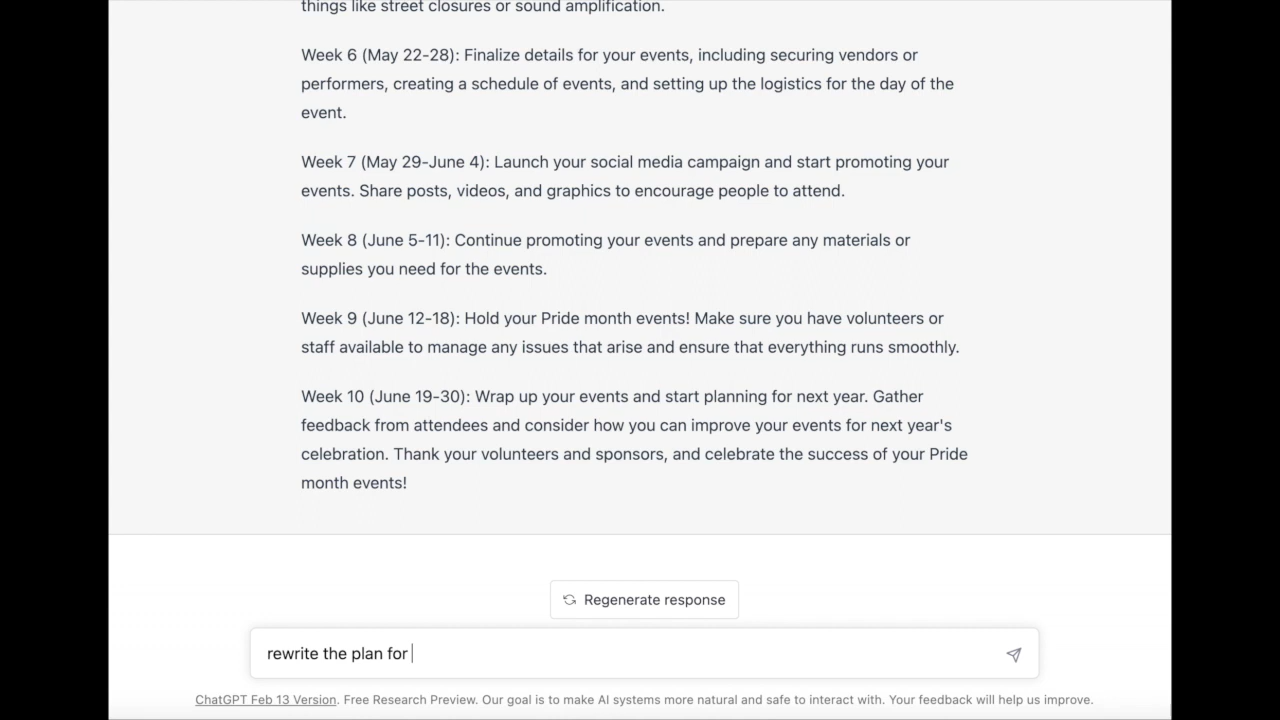 things like street closures or sound amplification.
Week 6 (May 22-28): Finalize details for your events, including securing vendors or
performers, creating a schedule of events, and setting up the logistics for the day of the
event.
Week 7 (May 29-June 4): Launch your social media campaign and start promoting your
events. Share posts, videos, and graphics to encourage people to attend.
Week 8 (June 5-11): Continue promoting your events and prepare any materials or
supplies you need for the events.
Week 9 (June 12-18): Hold your Pride month events! Make sure you have volunteers or
staff available to manage any issues that arise and ensure that everything runs smoothly.
Week 10 (June 19-30): Wrap up your events and start planning for next year. Gather
feedback from attendees and consider how you can improve your events for next year's
celebration. Thank your volunteers and sponsors, and celebrate the success of your Pride
month events!
Regenerate response
rewrite the plan for
ChatGPT Feb 13 Version. Free Research Preview. Our goal is to make AI systems more natural and safe to interact with. Your feedback will help us improve.